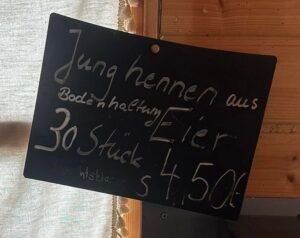 Junghennen aus
Bodenhaltung Eier
30 Stück
s 4,50€